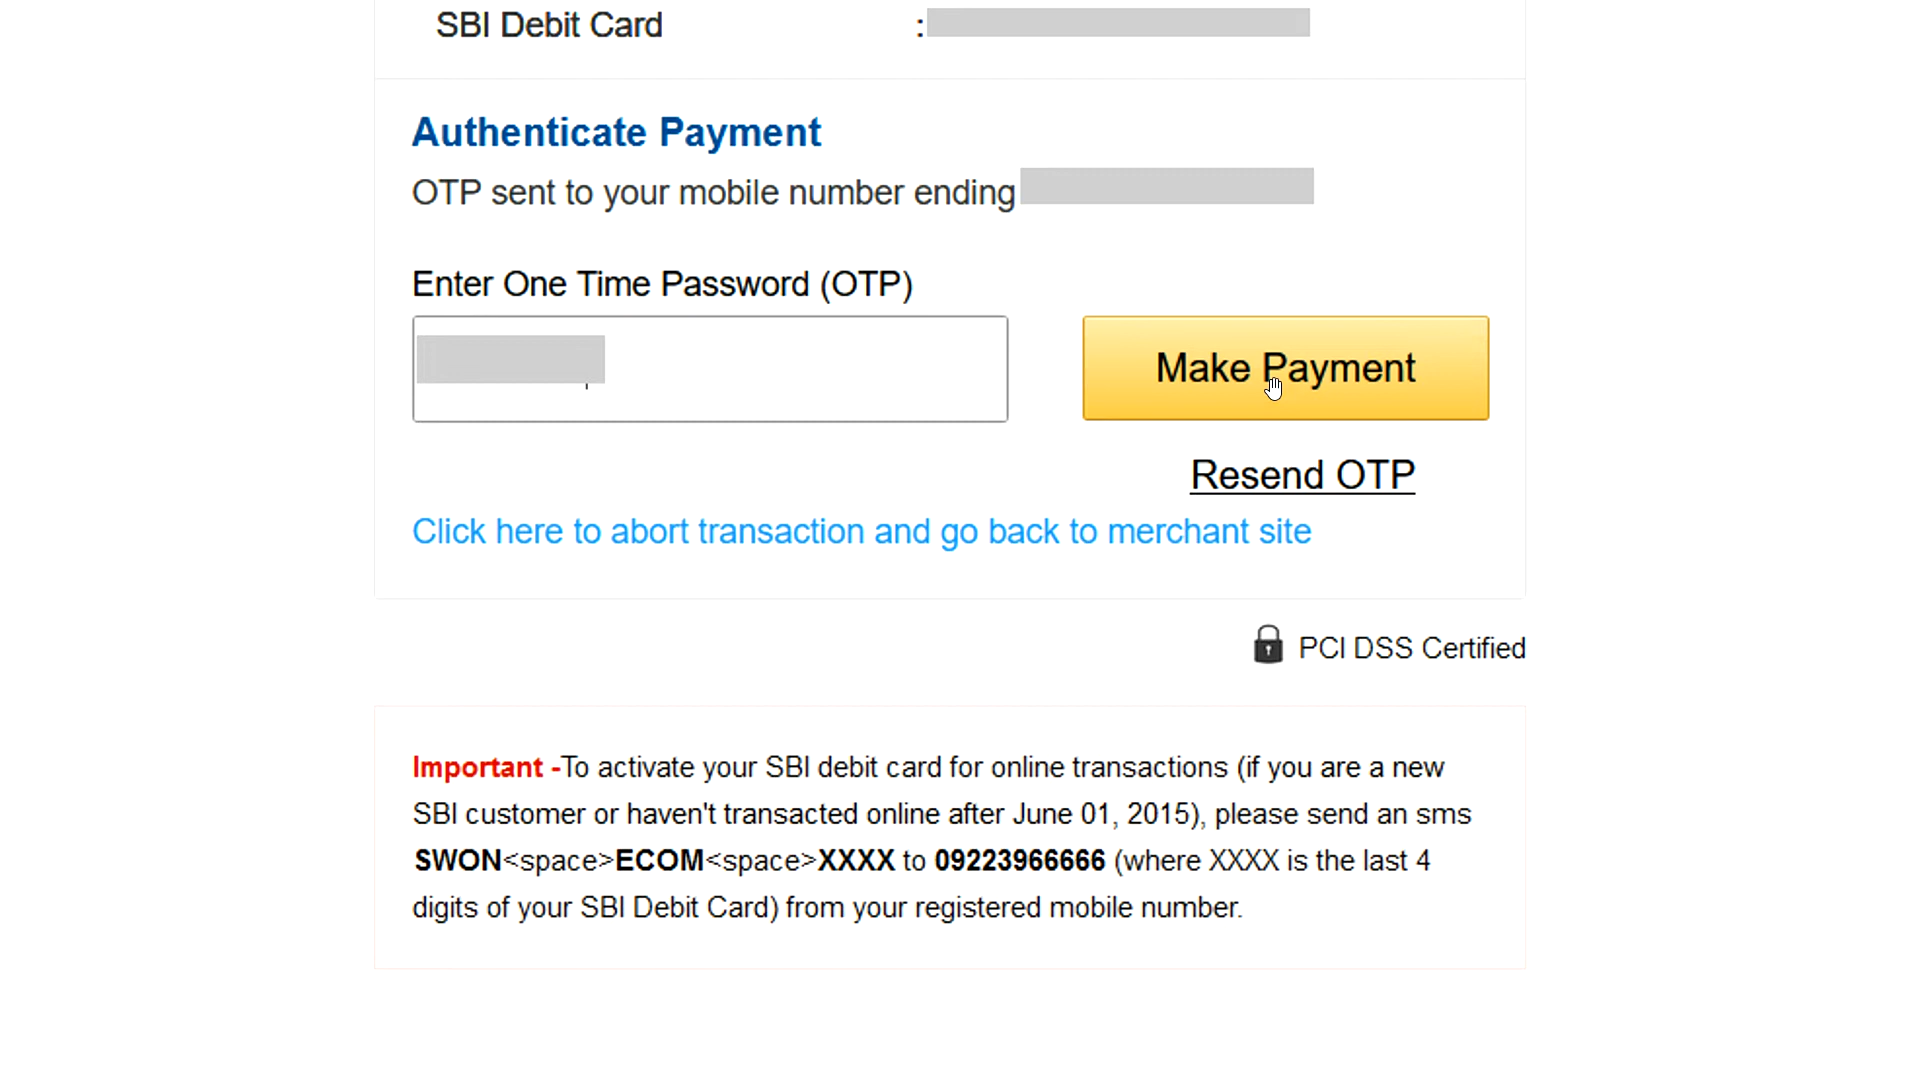 SBI Debit Card :
Authenticate Payment
OTP sent to your mobile number ending
Enter One Time Password (OTP)
Make Payment
Resend OTP
Click here to abort transaction and go back to merchant site
PCI DSS Certified
Important -To activate your SBI debit card for online transactions (if you are a new
SBI customer or haven't transacted online after June 01, 2015), please send an sms
SWON<space>ECOM<space>XXXX to 09223966666 (where XXXX is the last 4
digits of your SBI Debit Card) from your registered mobile number.